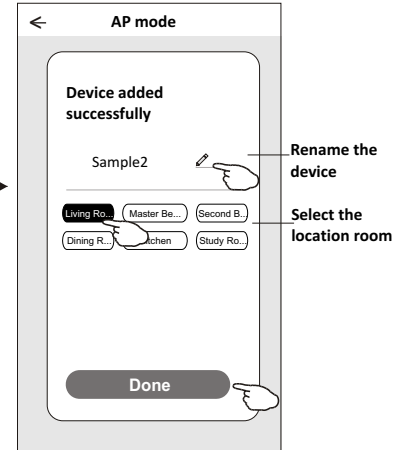 AP mode
Device added
successfully
Sample2
Rename the
device
Living Ro...
Master Be...
Second B...
Select the
location room
Dining R...
Study Ro...
Done